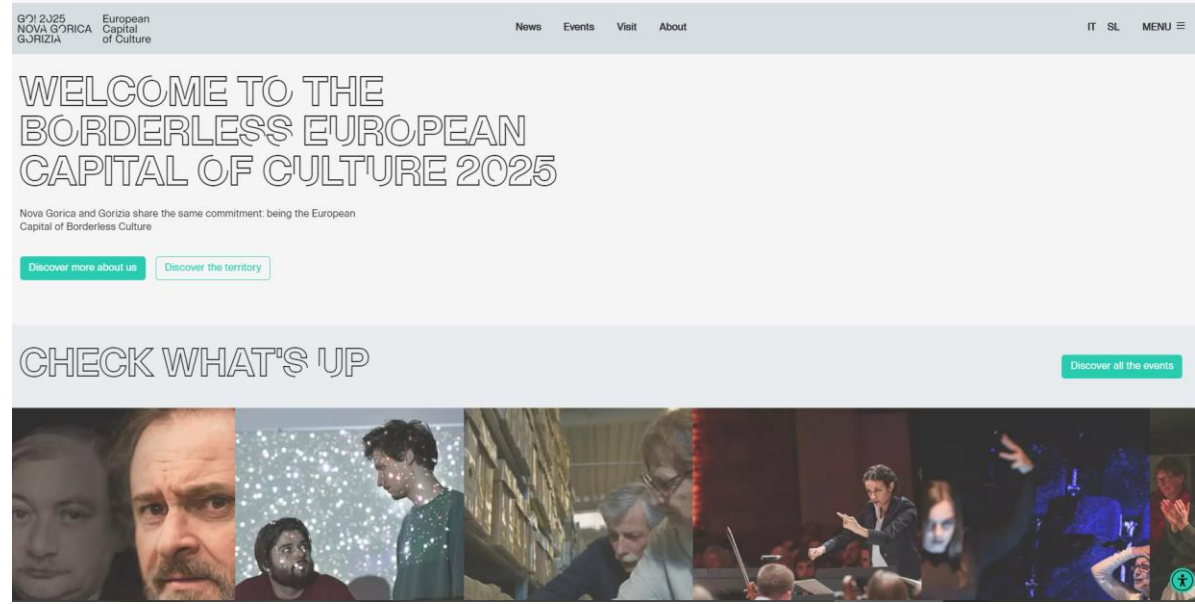 GO! 2025
NOVA GORICA
GORIZIA
European
Capital
of Culture
News
Events
Visit
About
IT
SL
MENU
WELCOME TO THE
BORDERLESS EUROPEAN
CAPITAL OF CULTURE 2025
Nova Gorica and Gorizia share the same commitment: being the European
Capital of Borderless Culture
Discover more about us
Discover the territory
CHECK WHAT'S UP
Discover all the events